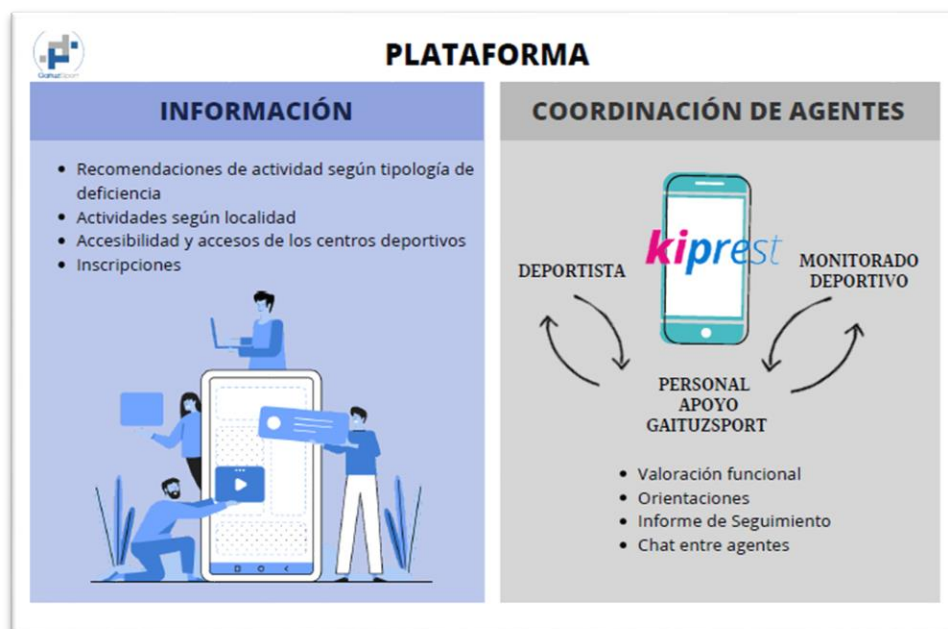 GaituzSport
PLATAFORMA
INFORMACIÓN
• Recomendaciones de actividad según tipología de
deficiencia
• Actividades según localidad
• Accesibilidad y accesos de los centros deportivos
• Inscripciones
COORDINACIÓN DE AGENTES
kiprest
DEPORTISTA
MONITORADO
DEPORTIVO
PERSONAL
APOYO
GAITUZSPORT
• Valoración funcional
• Orientaciones
• Informe de Seguimiento
• Chat entre agentes